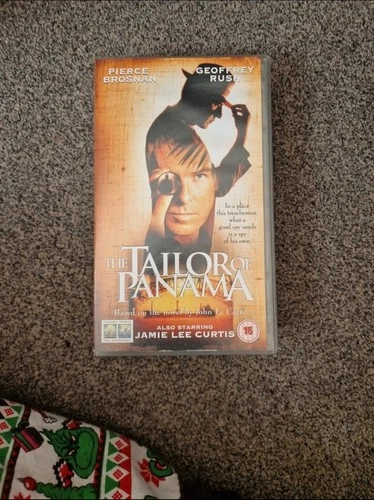 PIERCE BROSNAN
GEOFFREY RUSH
In a place
this treacherous
what a
good spy needs
is a spy
of his own.
THE TAILOR OF
PANAMA
Based on the novel by John Le Carré
ALSO STARRING
JAMIE LEE CURTIS
15